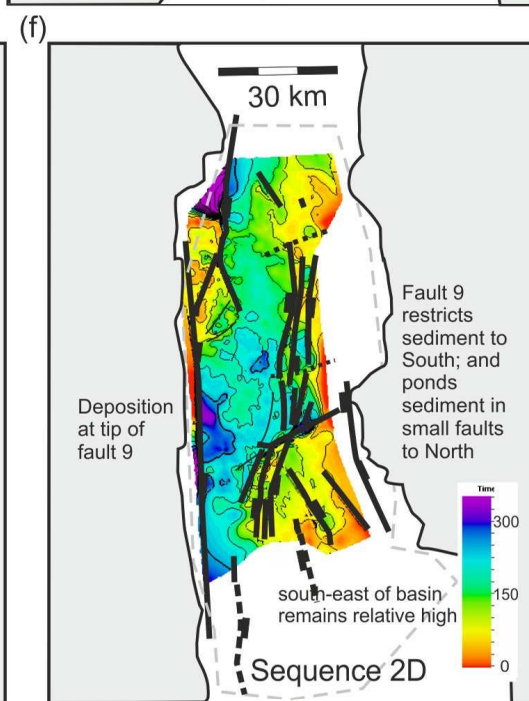 (f)
30 km
Fault 9
restricts
sediment to
South; and
ponds
sediment in
small faults
to North
Deposition
at tip of
fault 9
Time
300
150
0
south-east of basin
remains relative high
Sequence 2D